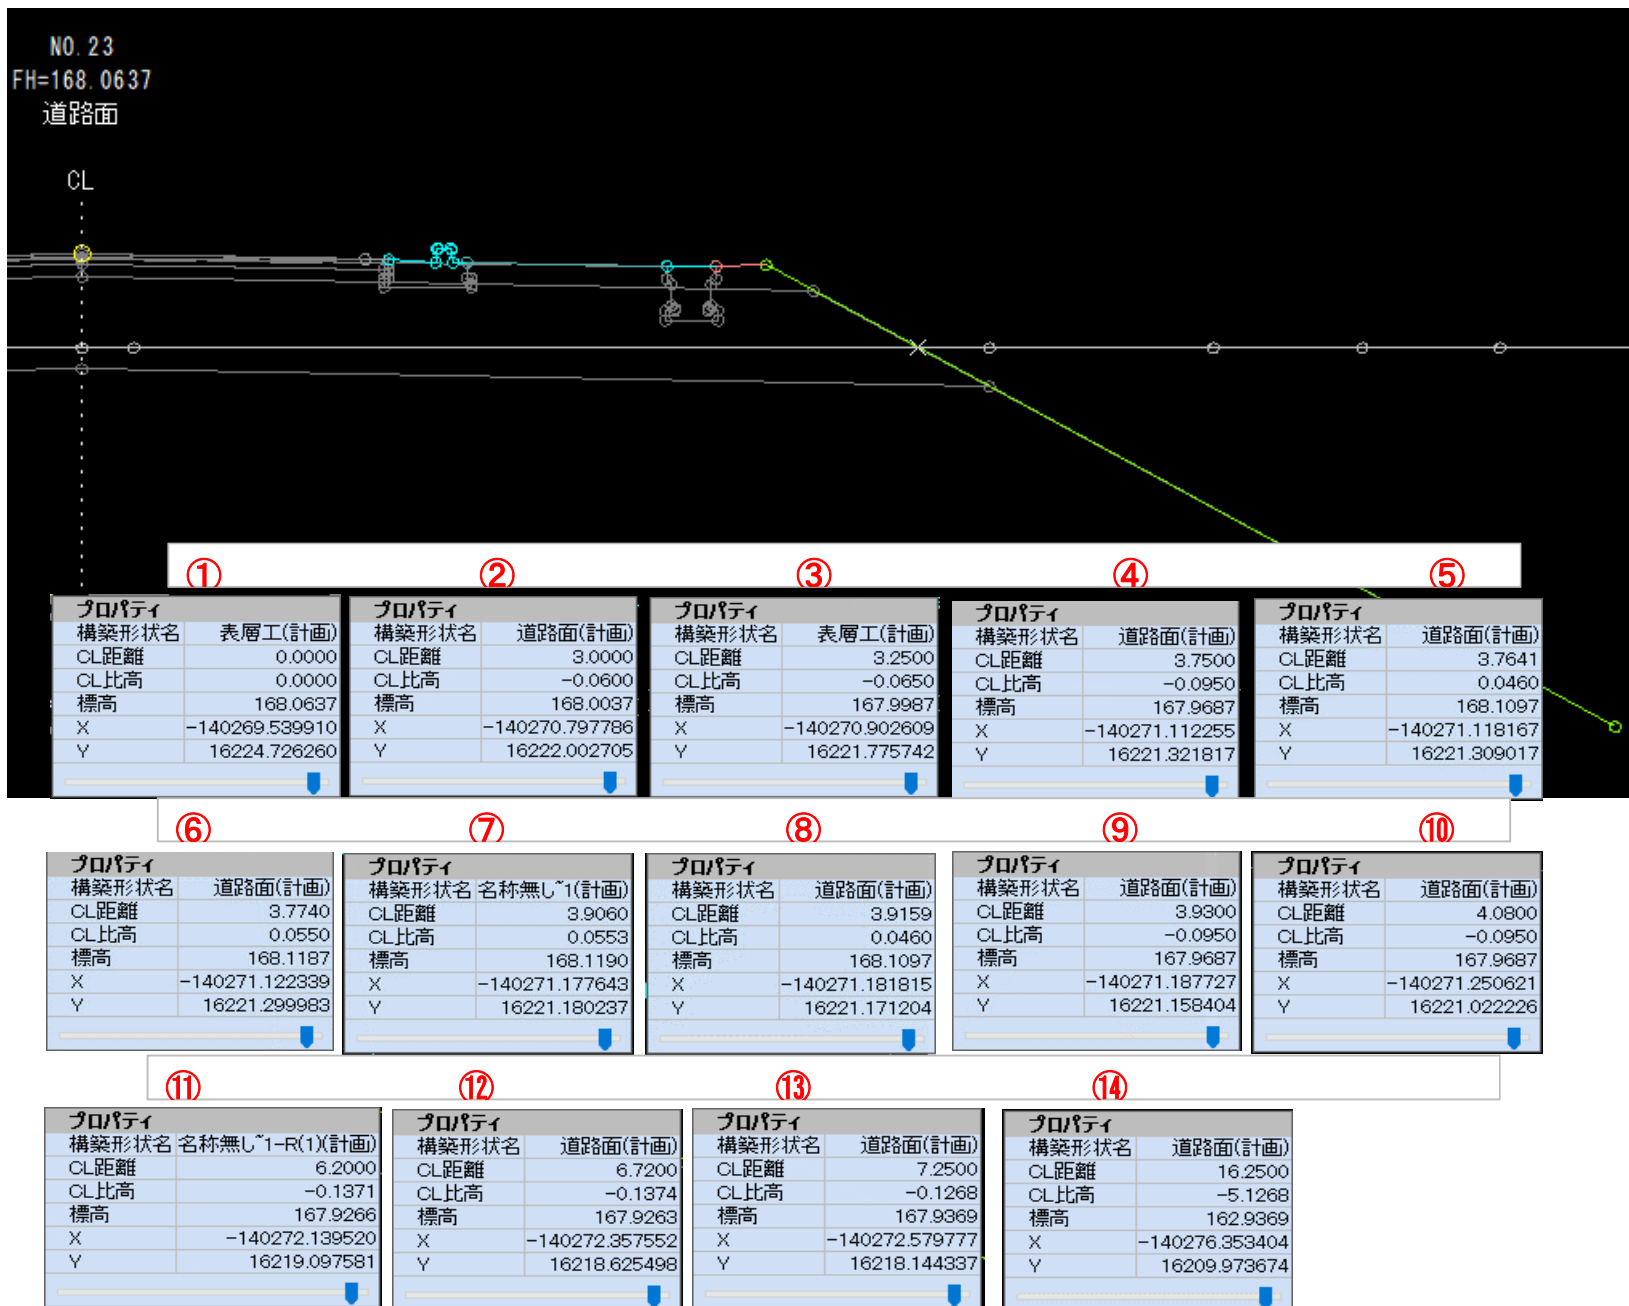 NO.23
FH=168.0637
道路面
CL
① ② ③ ④ ⑤
プロパティ
構築形状名 表層工(計画)
CL距離 0.0000
CL比高 0.0000
標高 168.0637
X -140269.539910
Y 16224.726260
プロパティ
構築形状名 道路面(計画)
CL距離 3.0000
CL比高 -0.0600
標高 168.0037
X -140270.797786
Y 16222.002705
プロパティ
構築形状名 表層工(計画)
CL距離 3.2500
CL比高 -0.0650
標高 167.9987
X -140270.902609
Y 16221.775742
プロパティ
構築形状名 道路面(計画)
CL距離 3.7500
CL比高 -0.0950
標高 167.9687
X -140271.112255
Y 16221.321817
プロパティ
構築形状名 道路面(計画)
CL距離 3.7641
CL比高 0.0460
標高 168.1097
X -140271.118167
Y 16221.309017
⑥ ⑦ ⑧ ⑨ ⑩
プロパティ
構築形状名 道路面(計画)
CL距離 3.7740
CL比高 0.0550
標高 168.1187
X -140271.122339
Y 16221.299983
プロパティ
構築形状名 名称無し~1(計画)
CL距離 3.9060
CL比高 0.0553
標高 168.1190
X -140271.177643
Y 16221.180237
プロパティ
構築形状名 道路面(計画)
CL距離 3.9159
CL比高 0.0460
標高 168.1097
X -140271.181815
Y 16221.171204
プロパティ
構築形状名 道路面(計画)
CL距離 3.9300
CL比高 -0.0950
標高 167.9687
X -140271.187727
Y 16221.158404
プロパティ
構築形状名 道路面(計画)
CL距離 4.0800
CL比高 -0.0950
標高 167.9687
X -140271.250621
Y 16221.022226
⑪ ⑫ ⑬ ⑭
プロパティ
構築形状名 名称無し~1-R(1)(計画)
CL距離 6.2000
CL比高 -0.1371
標高 167.9266
X -140272.139520
Y 16219.097581
プロパティ
構築形状名 道路面(計画)
CL距離 6.7200
CL比高 -0.1374
標高 167.9263
X -140272.357552
Y 16218.625498
プロパティ
構築形状名 道路面(計画)
CL距離 7.2500
CL比高 -0.1268
標高 167.9369
X -140272.579777
Y 16218.144337
プロパティ
構築形状名 道路面(計画)
CL距離 16.2500
CL比高 -5.1268
標高 162.9369
X -140276.353404
Y 16209.973674